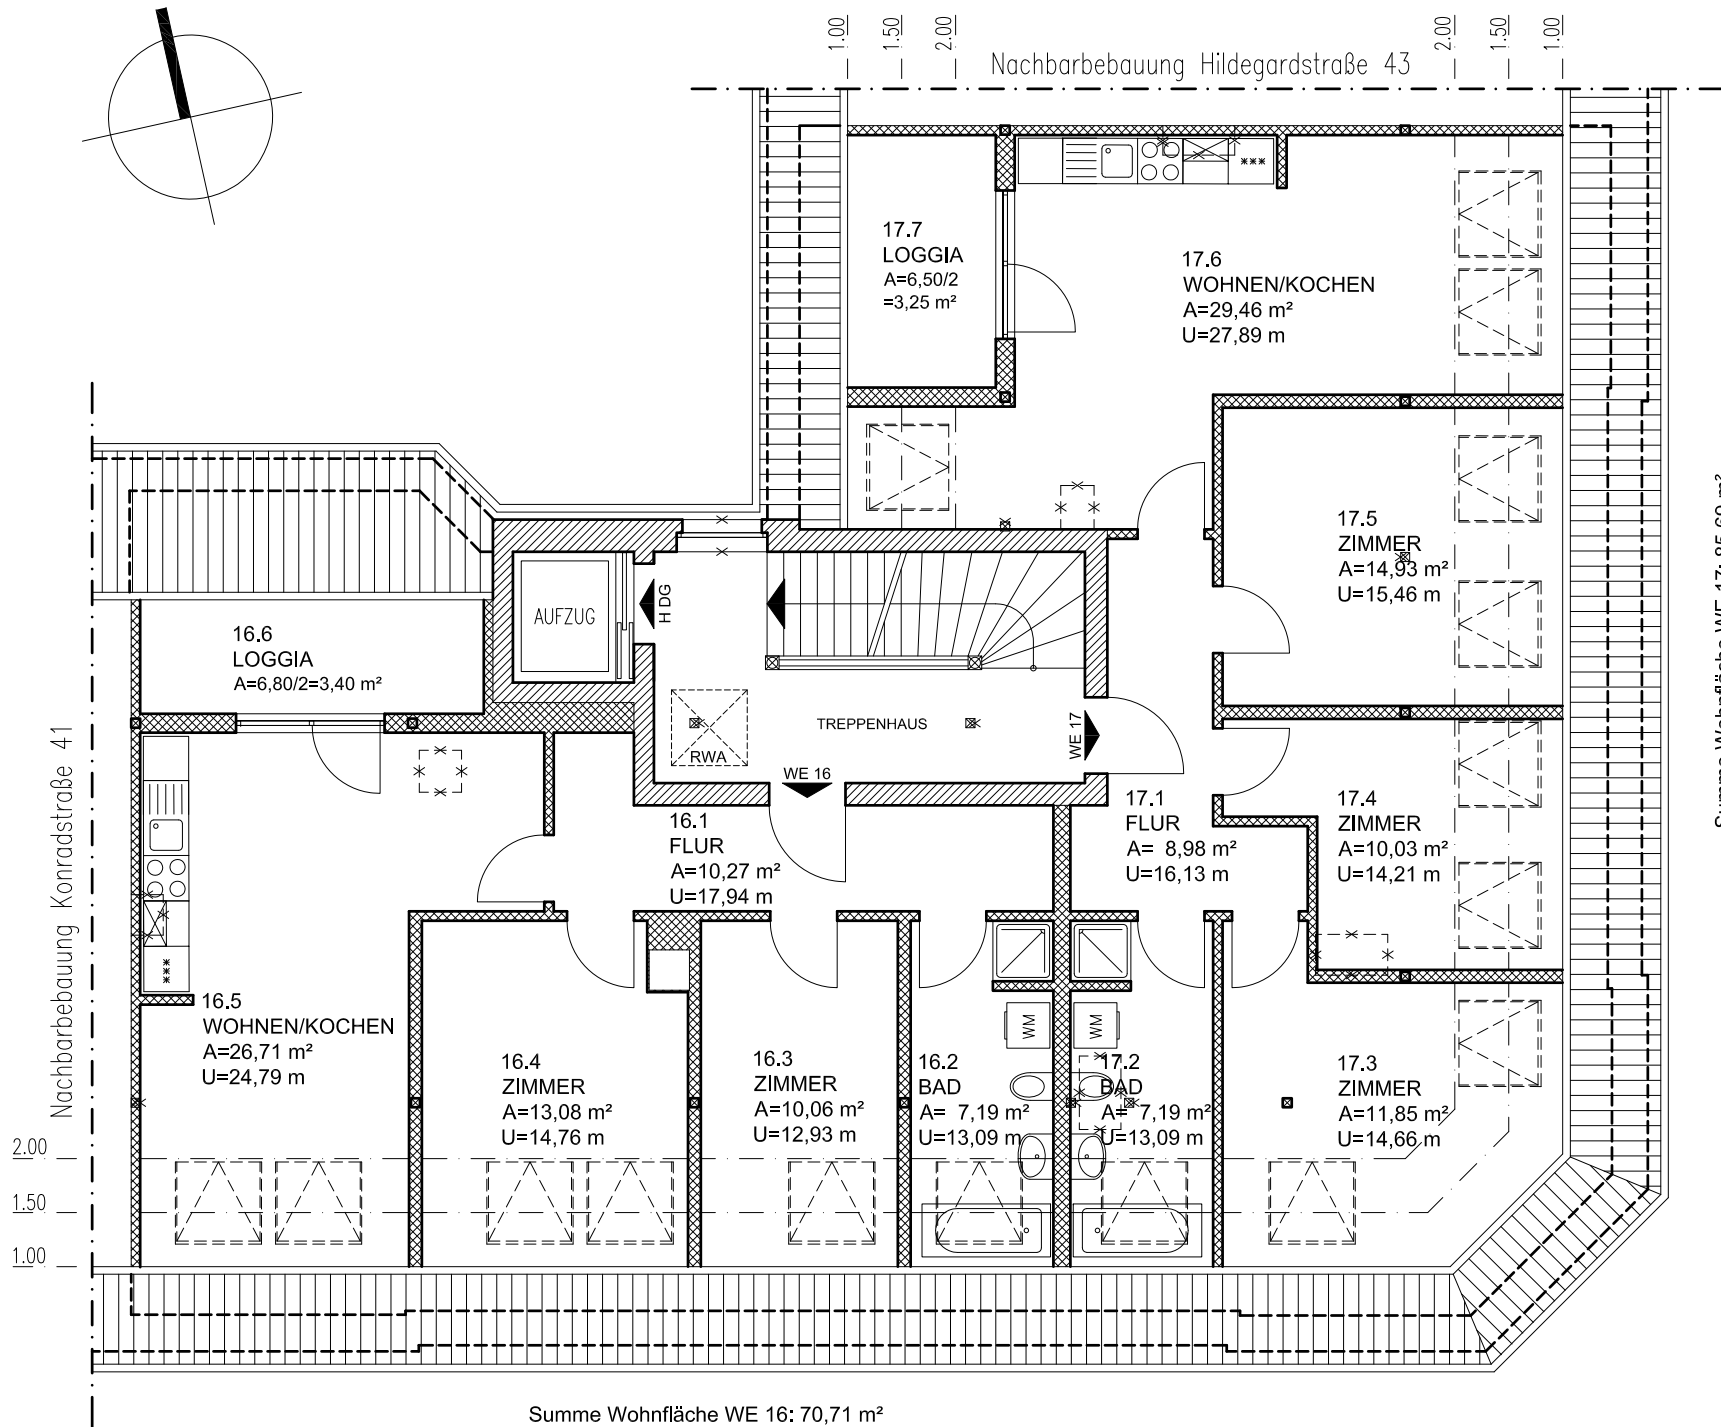 1.00
1.50
2.00
Nachbarbebauung Hildegardstraße 43
2.00
1.50
1.00
17.7
LOGGIA
A=6,50/2
=3,25 m²
17.6
WOHNEN/KOCHEN
A=29,46 m²
U=27,89 m
17.5
ZIMMER
A=14,93 m²
U=15,46 m
AUFZUG
H DG
16.6
LOGGIA
A=6,80/2=3,40 m²
TREPPENHAUS
RWA
WE 16
WE 17
Nachbarbebauung Konradstraße 41
16.1
FLUR
A=10,27 m²
U=17,94 m
17.1
FLUR
A= 8,98 m²
U=16,13 m
17.4
ZIMMER
A=10,03 m²
U=14,21 m
16.5
WOHNEN/KOCHEN
A=26,71 m²
U=24,79 m
16.4
ZIMMER
A=13,08 m²
U=14,76 m
16.3
ZIMMER
A=10,06 m²
U=12,93 m
WM
16.2
BAD
A= 7,19 m²
U=13,09 m
WM
17.2
BAD
A= 7,19 m²
U=13,09 m
17.3
ZIMMER
A=11,85 m²
U=14,66 m
2.00
1.50
1.00
Summe Wohnfläche WE 16: 70,71 m²